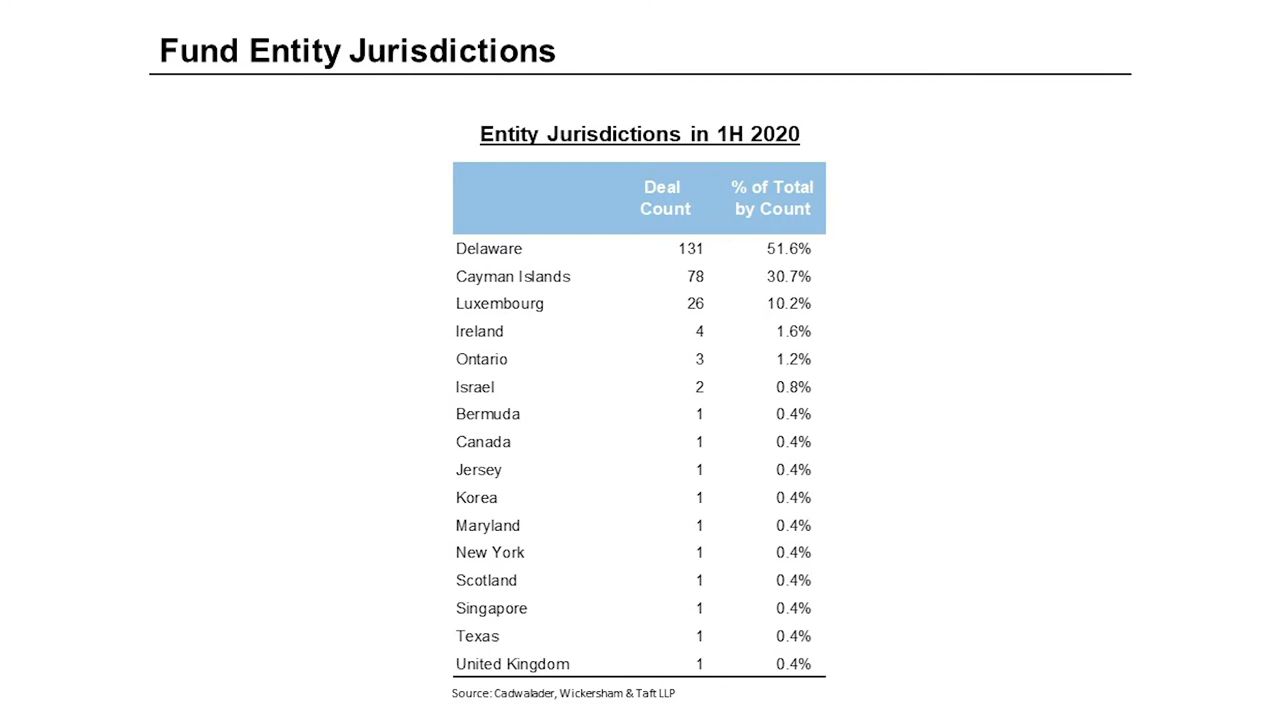 Fund Entity Jurisdictions
Entity Jurisdictions in 1H 2020
Deal % of Total
Count by Count
Delaware 131 51.6%
Cayman Islands 78 30.7%
Luxembourg 26 10.2%
Ireland 4 1.6%
Ontario 3 1.2%
Israel 2 0.8%
Bermuda 1 0.4%
Canada 1 0.4%
Jersey 1 0.4%
Korea 1 0.4%
Maryland 1 0.4%
New York 1 0.4%
Scotland 1 0.4%
Singapore 1 0.4%
Texas 1 0.4%
United Kingdom 1 0.4%
Source: Cadwalader, Wickersham & Taft LLP